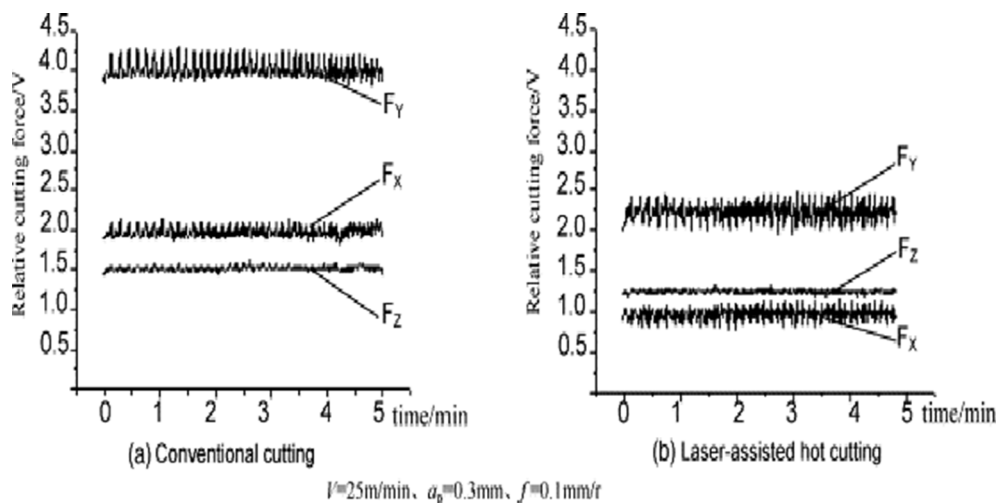 Relative cutting force/V
4.5
4.0
3.5
3.0
2.5
2.0
1.5
1.0
0.5
F_Y
F_X
F_Z
0 1 2 3 4 5 time/min
(a) Conventional cutting
Relative cutting force/V
4.5
4.0
3.5
3.0
2.5
2.0
1.5
1.0
0.5
F_Y
F_Z
F_X
0 1 2 3 4 5 time/min
(b) Laser-assisted hot cutting
V=25m/min、a_p=0.3mm、f=0.1mm/r